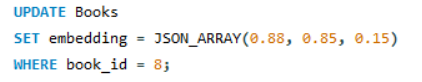 UPDATE Books
SET embedding = JSON_ARRAY(0.88, 0.85, 0.15)
WHERE book_id = 8;